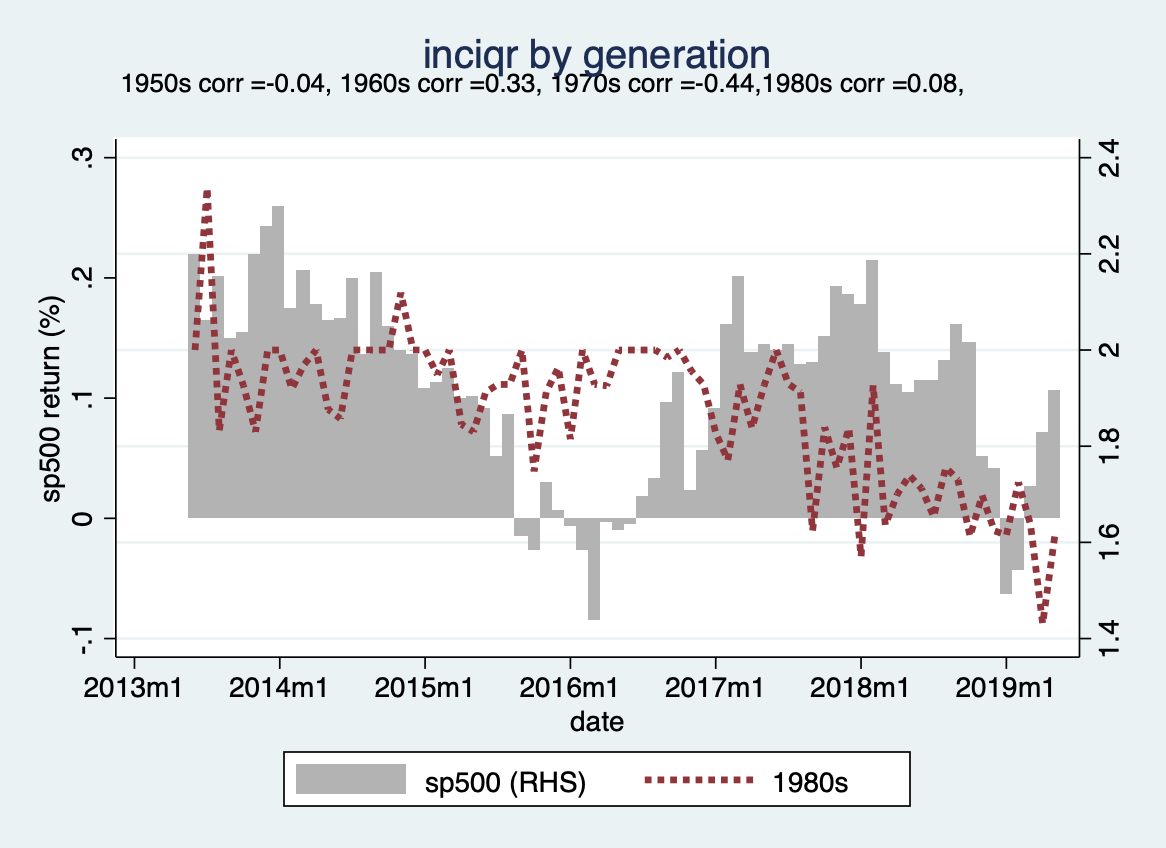 inciqr by generation
1950s corr =-0.04, 1960s corr =0.33, 1970s corr =-0.44,1980s corr =0.08,
sp500 return (%)
.3
.2
.1
0
-.1
2.4
2.2
2
1.8
1.6
1.4
2013m1 2014m1 2015m1 2016m1 2017m1 2018m1 2019m1
date
sp500 (RHS) 1980s